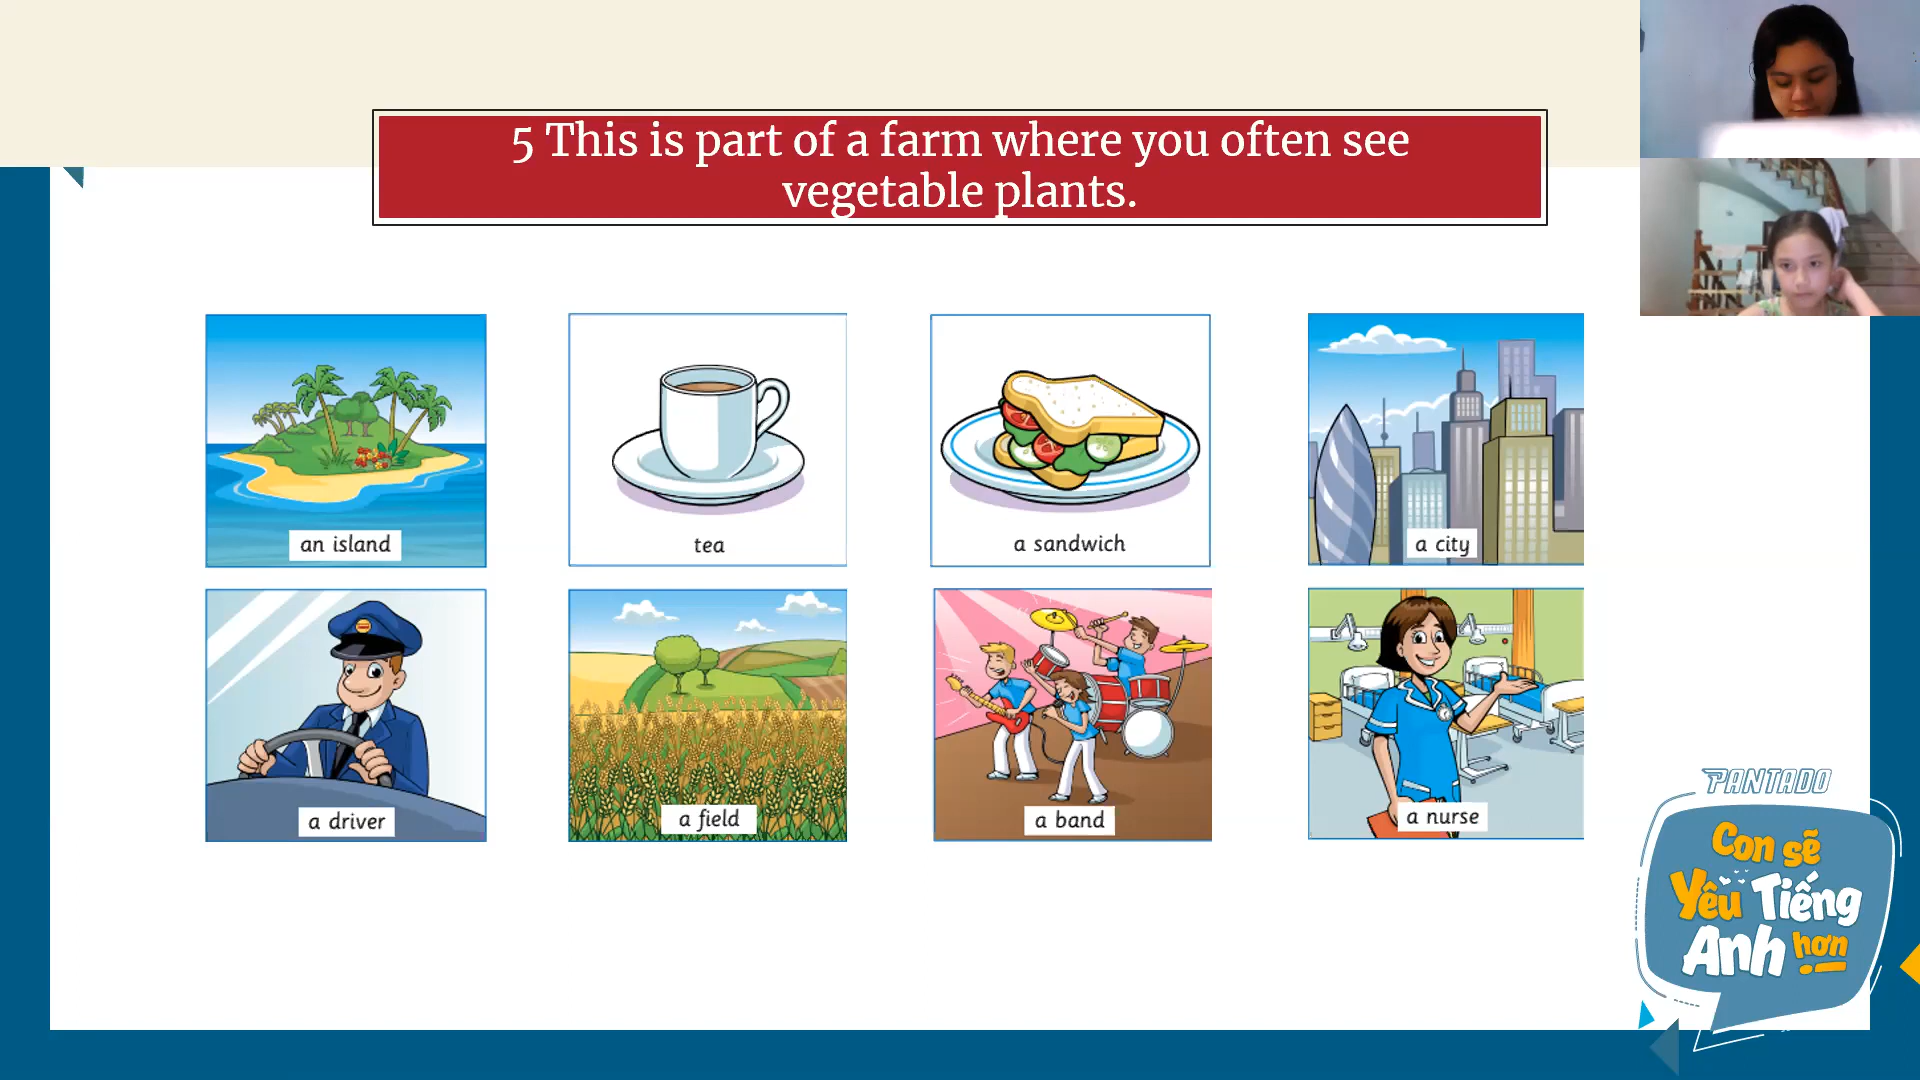 5 This is part of a farm where you often see
vegetable plants.
an island
tea
a sandwich
a city
a driver
a field
a band
a nurse
PANTADO
Con sẽ
Yêu Tiếng
Anh hơn